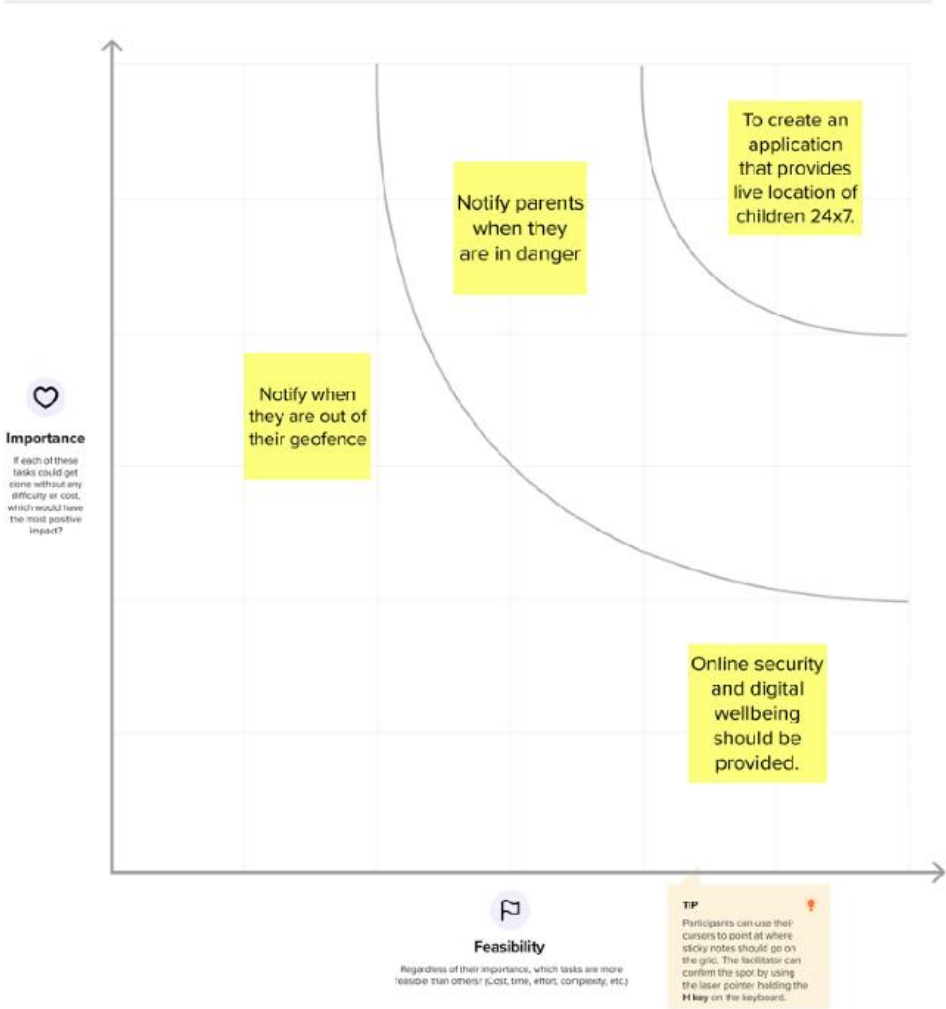 To create an
application
that provides
live location of
children 24x7.
Notify parents
when they
are in danger
Notify when
they are out of
their geofence
Importance
If each of these
tasks could get
done without any
difficulty or cost,
which would have
the most positive
impact?
Online security
and digital
wellbeing
should be
provided.
Feasibility
Regardless of their importance, which tasks are more
feasible than others? (Cost, time, effort, complexity, etc.)
TIP
Participants can use their
cursors to point at where
sticky notes should go on
the grid. The facilitator can
confirm the spot by using
the laser pointer holding the
H key on the keyboard.